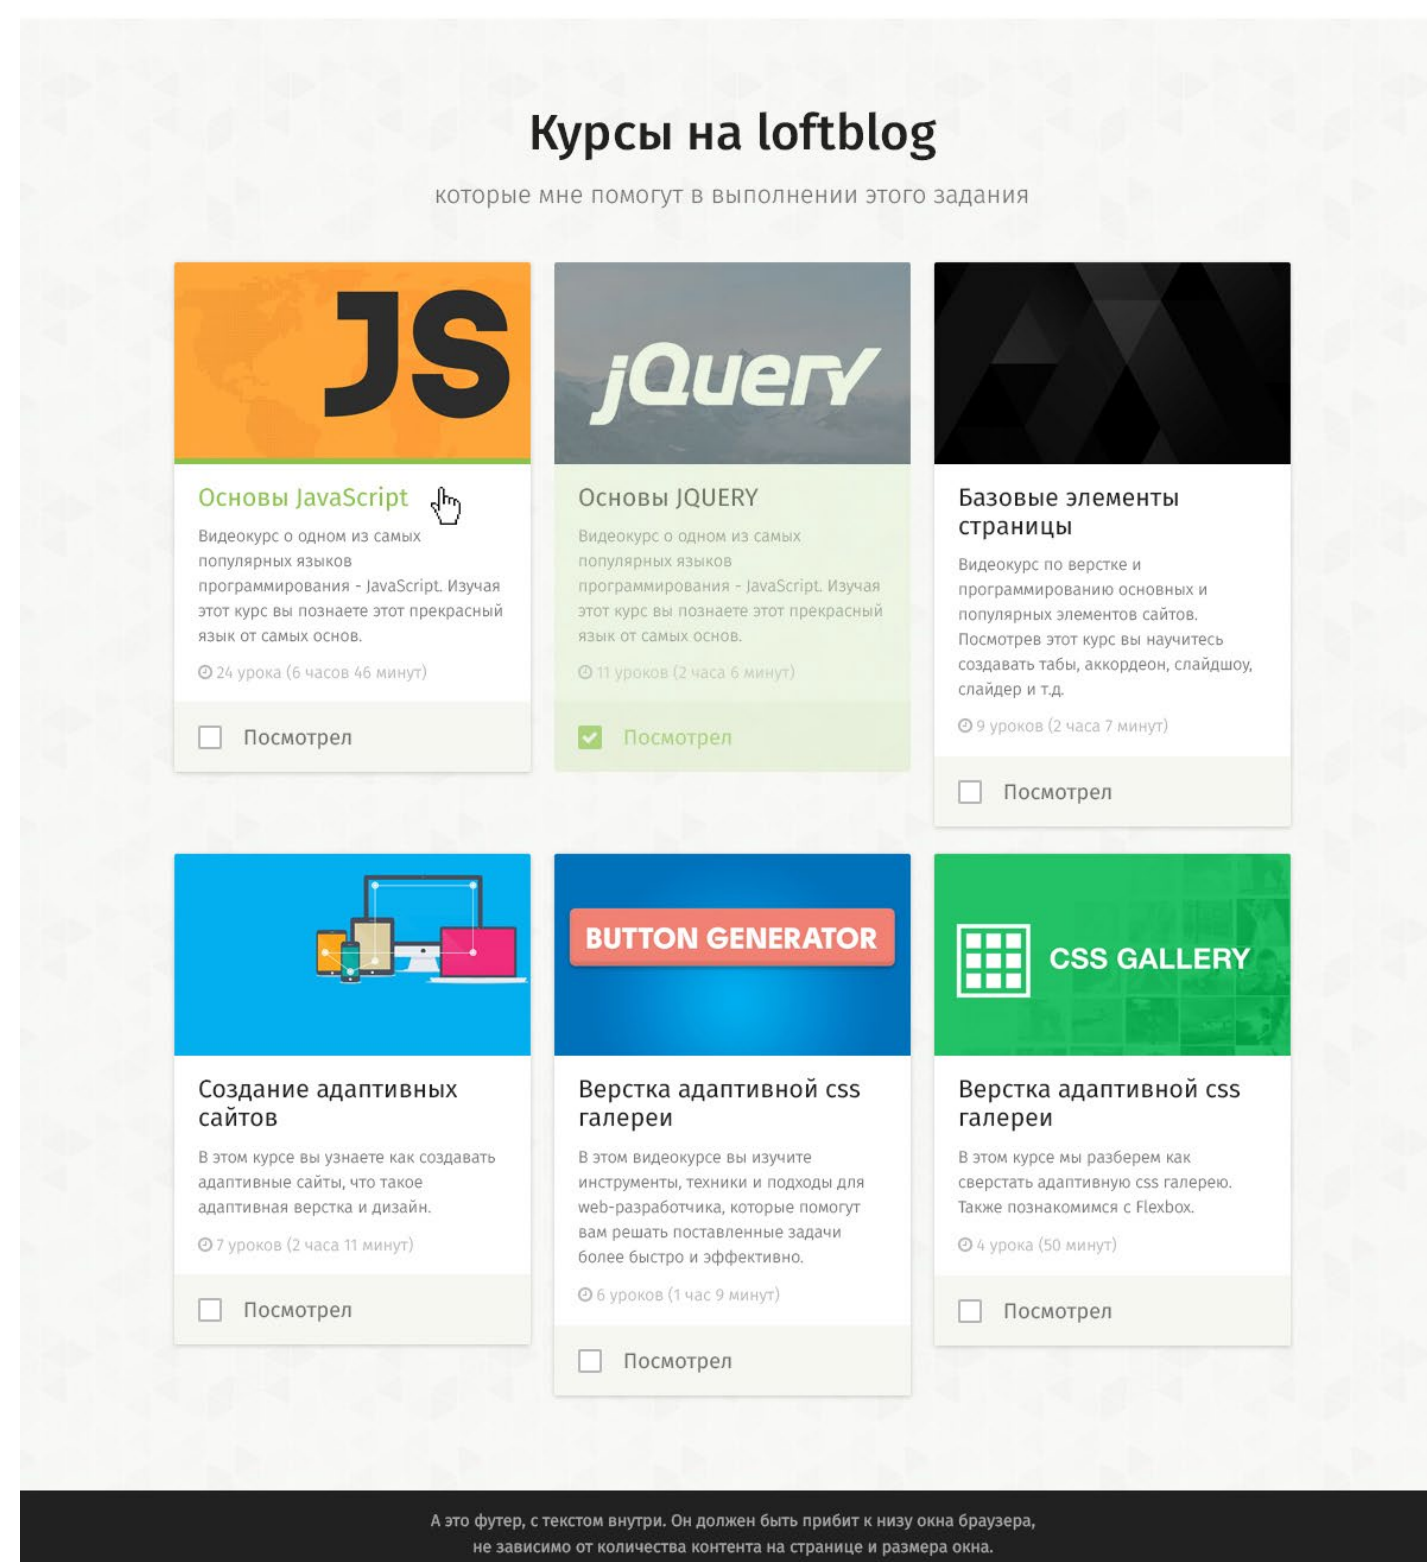 Курсы на loftblog
которые мне помогут в выполнении этого задания
JS
Основы JavaScript
Видеокурс о одном из самых
популярных языков
программирования - JavaScript. Изучая
этот курс вы познаете этот прекрасный
язык от самых основ.
24 урока (6 часов 46 минут)
Посмотрел
jQuery
Основы JQUERY
Видеокурс о одном из самых
популярных языков
программирования - JavaScript. Изучая
этот курс вы познаете этот прекрасный
язык от самых основ.
11 уроков (2 часа 6 минут)
Посмотрел
Базовые элементы
страницы
Видеокурс по верстке и
программированию основных и
популярных элементов сайтов.
Посмотрев этот курс вы научитесь
создавать табы, аккордеон, слайдшоу,
слайдер и т.д.
9 уроков (2 часа 7 минут)
Посмотрел
Создание адаптивных
сайтов
В этом курсе вы узнаете как создавать
адаптивные сайты, что такое
адаптивная верстка и дизайн.
7 уроков (2 часа 11 минут)
Посмотрел
BUTTON GENERATOR
Верстка адаптивной css
галереи
В этом видеокурсе вы изучите
инструменты, техники и подходы для
web-разработчика, которые помогут
вам решать поставленные задачи
более быстро и эффективно.
6 уроков (1 час 9 минут)
Посмотрел
CSS GALLERY
Верстка адаптивной css
галереи
В этом курсе мы разберем как
сверстать адаптивную css галерею.
Также познакомимся с Flexbox.
4 урока (50 минут)
Посмотрел
А это футер, с текстом внутри. Он должен быть прибит к низу окна браузера,
не зависимо от количества контента на странице и размера окна.